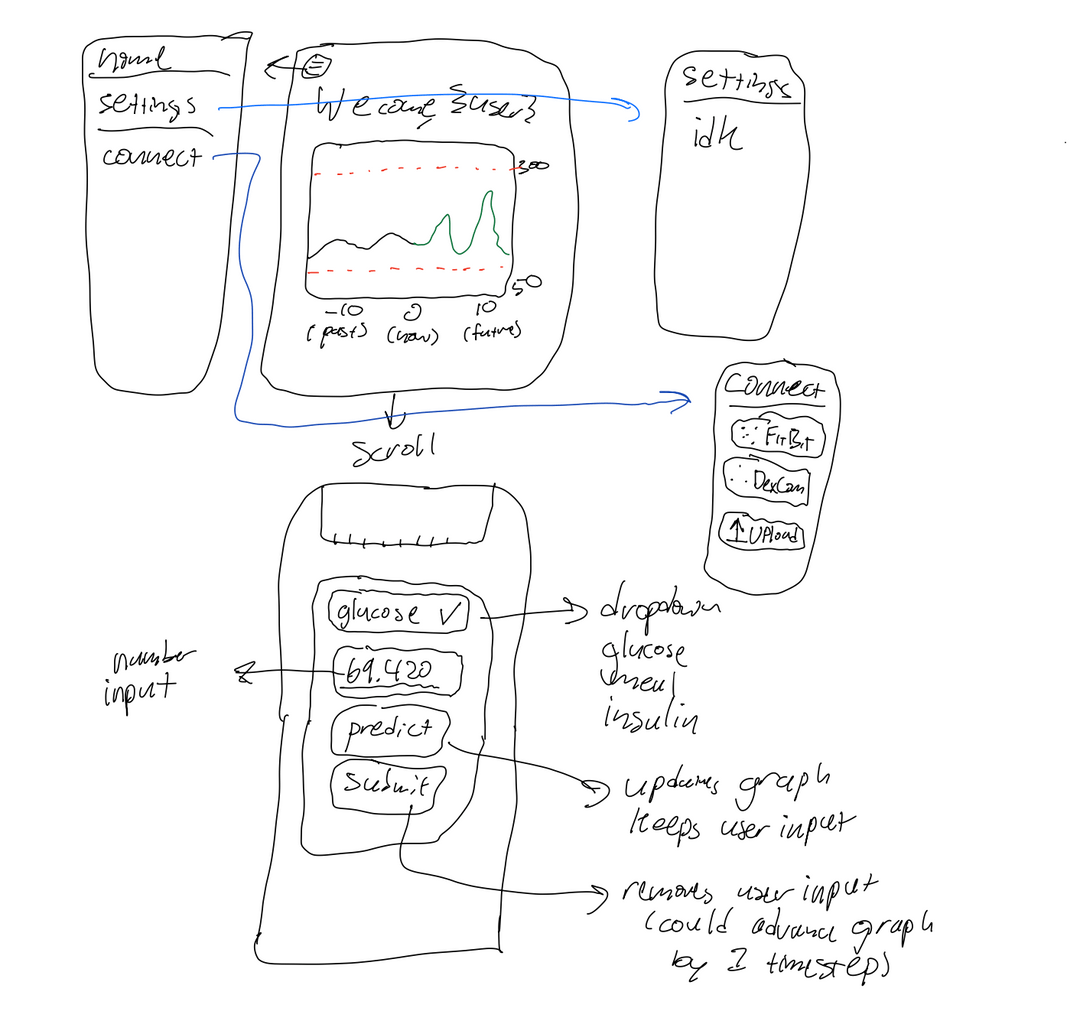 home
settings
connect
Wecome, {user}
300
50
-10
0
10
(past)
(now)
(future)
settings
idk
scroll
connect
FitBit
DexCom
Upload
glucose
69.420
predict
submit
number
input
dropdown
glucose
meal
insulin
updates graph
keeps user input
removes user input
(could advance graph
by 1 timestep)